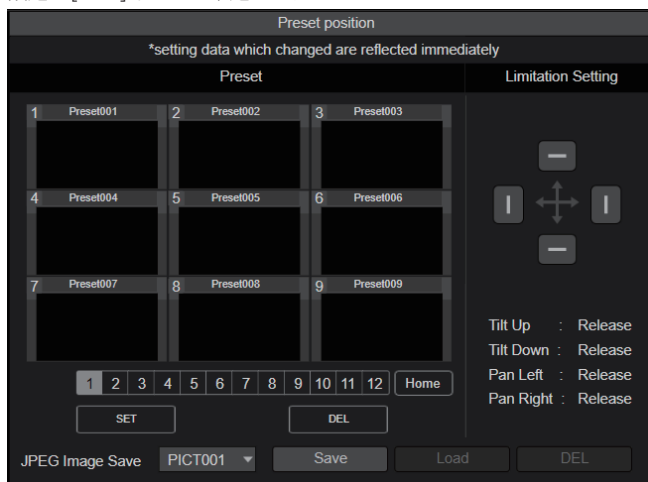 Preset position
*setting data which changed are reflected immediately
Preset
Limitation Setting
1 Preset001
2 Preset002
3 Preset003
4 Preset004
5 Preset005
6 Preset006
7 Preset007
8 Preset008
9 Preset009
1 2 3 4 5 6 7 8 9 10 11 12 Home
SET
DEL
Tilt Up : Release
Tilt Down : Release
Pan Left : Release
Pan Right : Release
JPEG Image Save PICT001 Save Load DEL